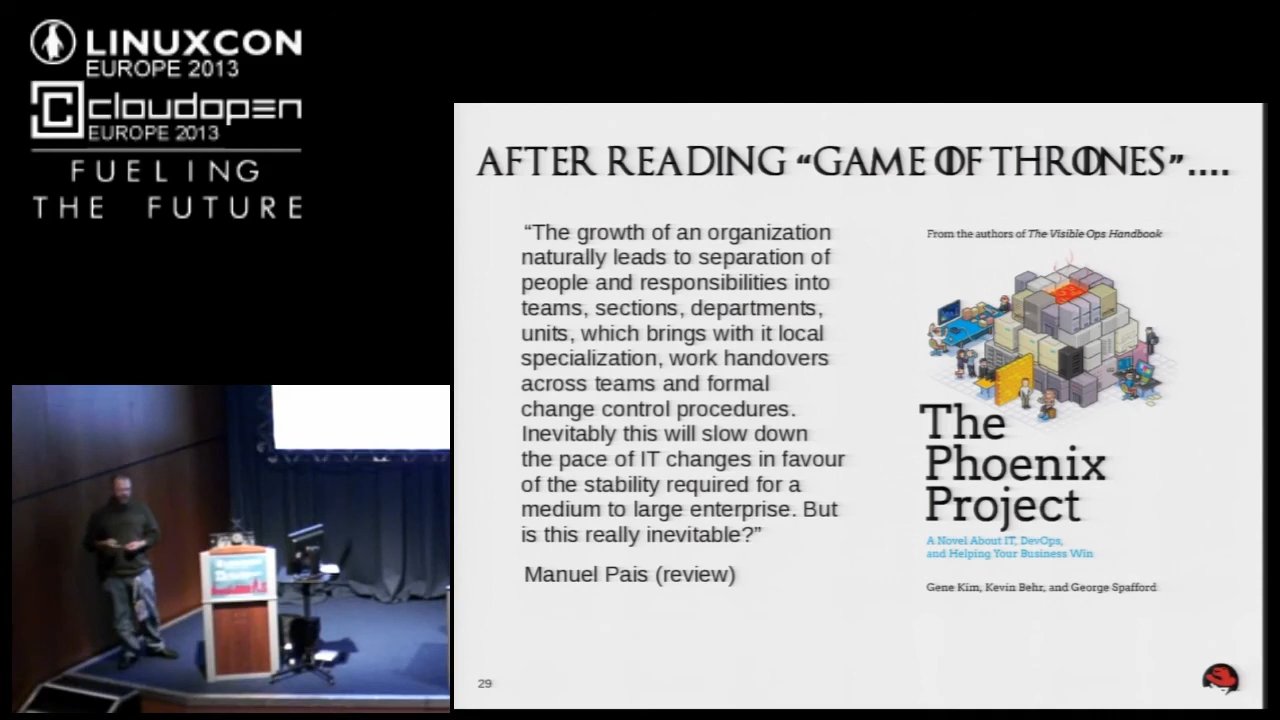 LINUXCON
EUROPE 2013
cloudopen
EUROPE 2013
FUELING
THE FUTURE
AFTER READING “GAME OF THRONES”....
“The growth of an organization
naturally leads to separation of
people and responsibilities into
teams, sections, departments,
units, which brings with it local
specialization, work handovers
across teams and formal
change control procedures.
Inevitably this will slow down
the pace of IT changes in favour
of the stability required for a
medium to large enterprise. But
is this really inevitable?”
Manuel Pais (review)
From the authors of The Visible Ops Handbook
The
Phoenix
Project
A Novel About IT, DevOps,
and Helping Your Business Win
Gene Kim, Kevin Behr, and George Spafford
29